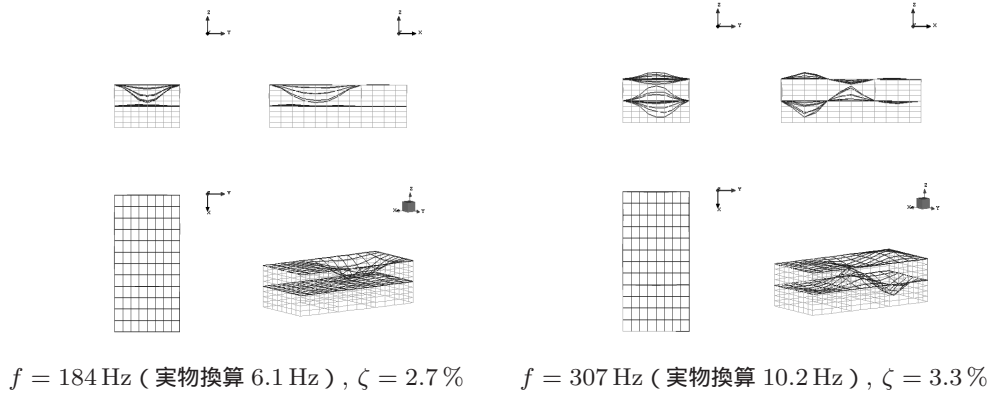 Z
Y
Z
X
Z
Y
Z
X
Y
X
Z
X
Y
Y
X
Z
X
Y
f = 184 Hz ( 実物換算 6.1 Hz ) , ζ = 2.7 %
f = 307 Hz ( 実物換算 10.2 Hz ) , ζ = 3.3 %